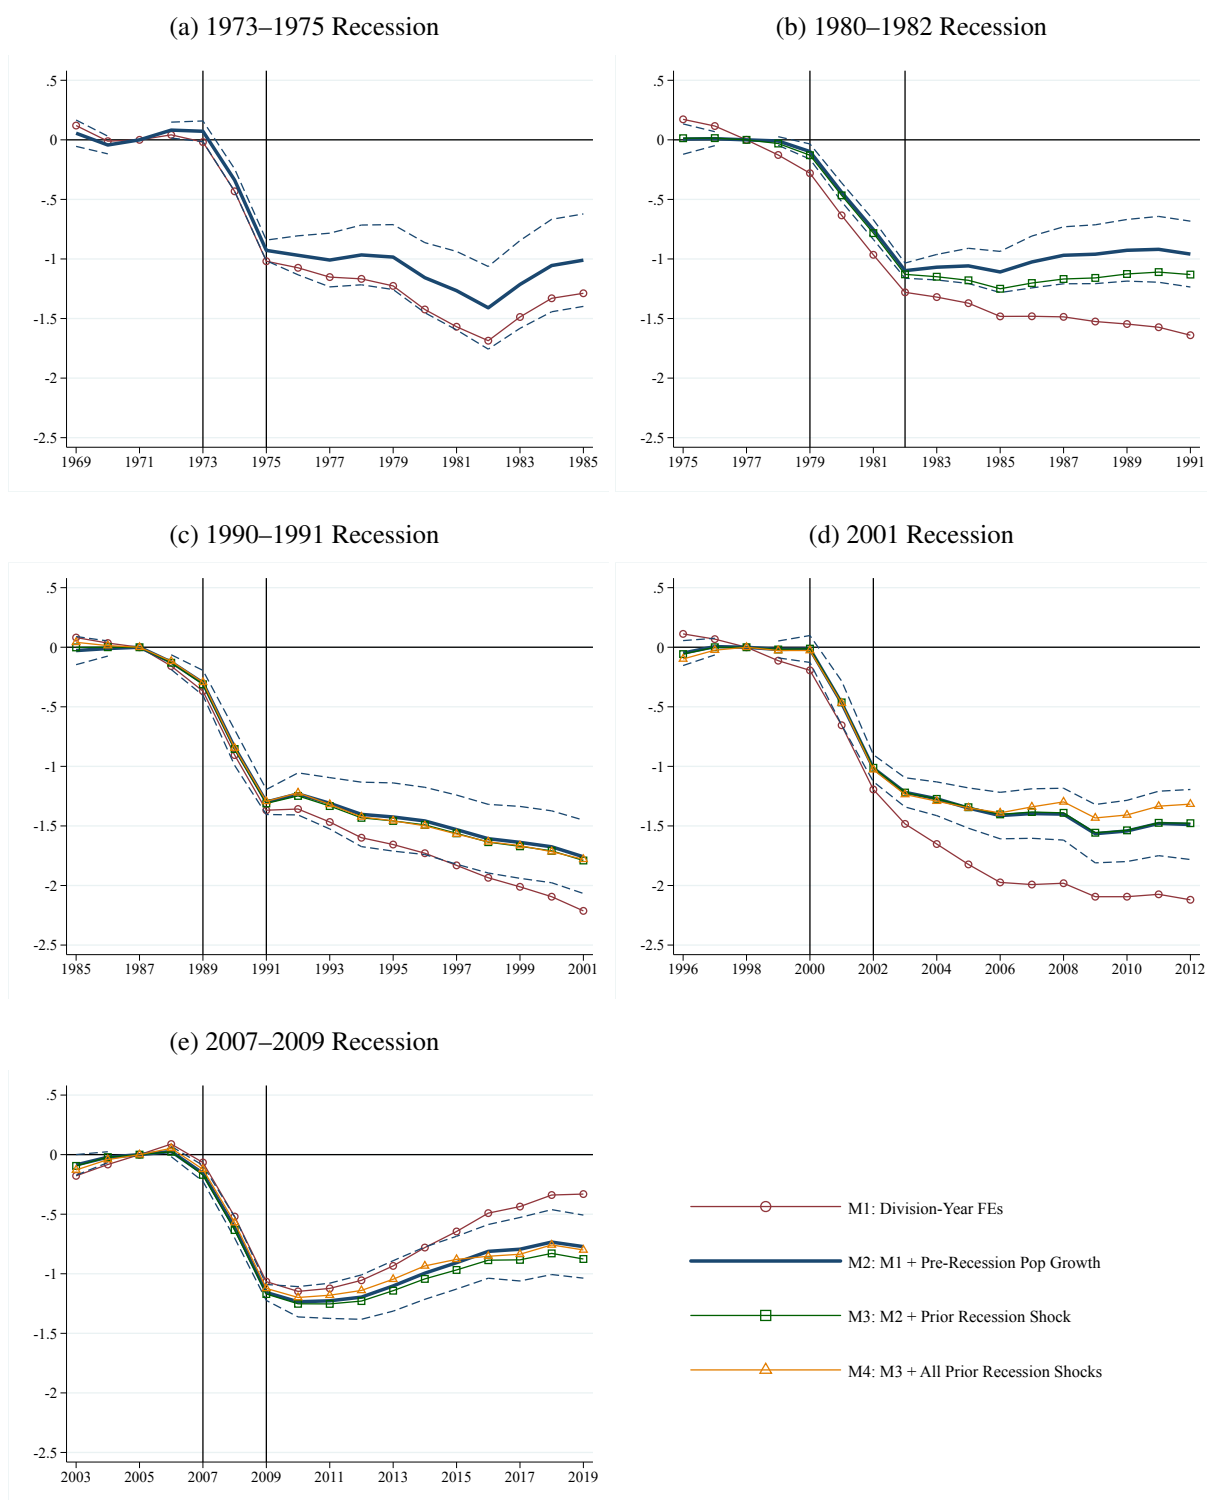 (a) 1973–1975 Recession
.5
0
-.5
-1
-1.5
-2
-2.5
1969 1971 1973 1975 1977 1979 1981 1983 1985
(b) 1980–1982 Recession
.5
0
-.5
-1
-1.5
-2
-2.5
1975 1977 1979 1981 1983 1985 1987 1989 1991
(c) 1990–1991 Recession
.5
0
-.5
-1
-1.5
-2
-2.5
1985 1987 1989 1991 1993 1995 1997 1999 2001
(d) 2001 Recession
.5
0
-.5
-1
-1.5
-2
-2.5
1996 1998 2000 2002 2004 2006 2008 2010 2012
(e) 2007–2009 Recession
.5
0
-.5
-1
-1.5
-2
-2.5
2003 2005 2007 2009 2011 2013 2015 2017 2019
M1: Division-Year FEs
M2: M1 + Pre-Recession Pop Growth
M3: M2 + Prior Recession Shock
M4: M3 + All Prior Recession Shocks